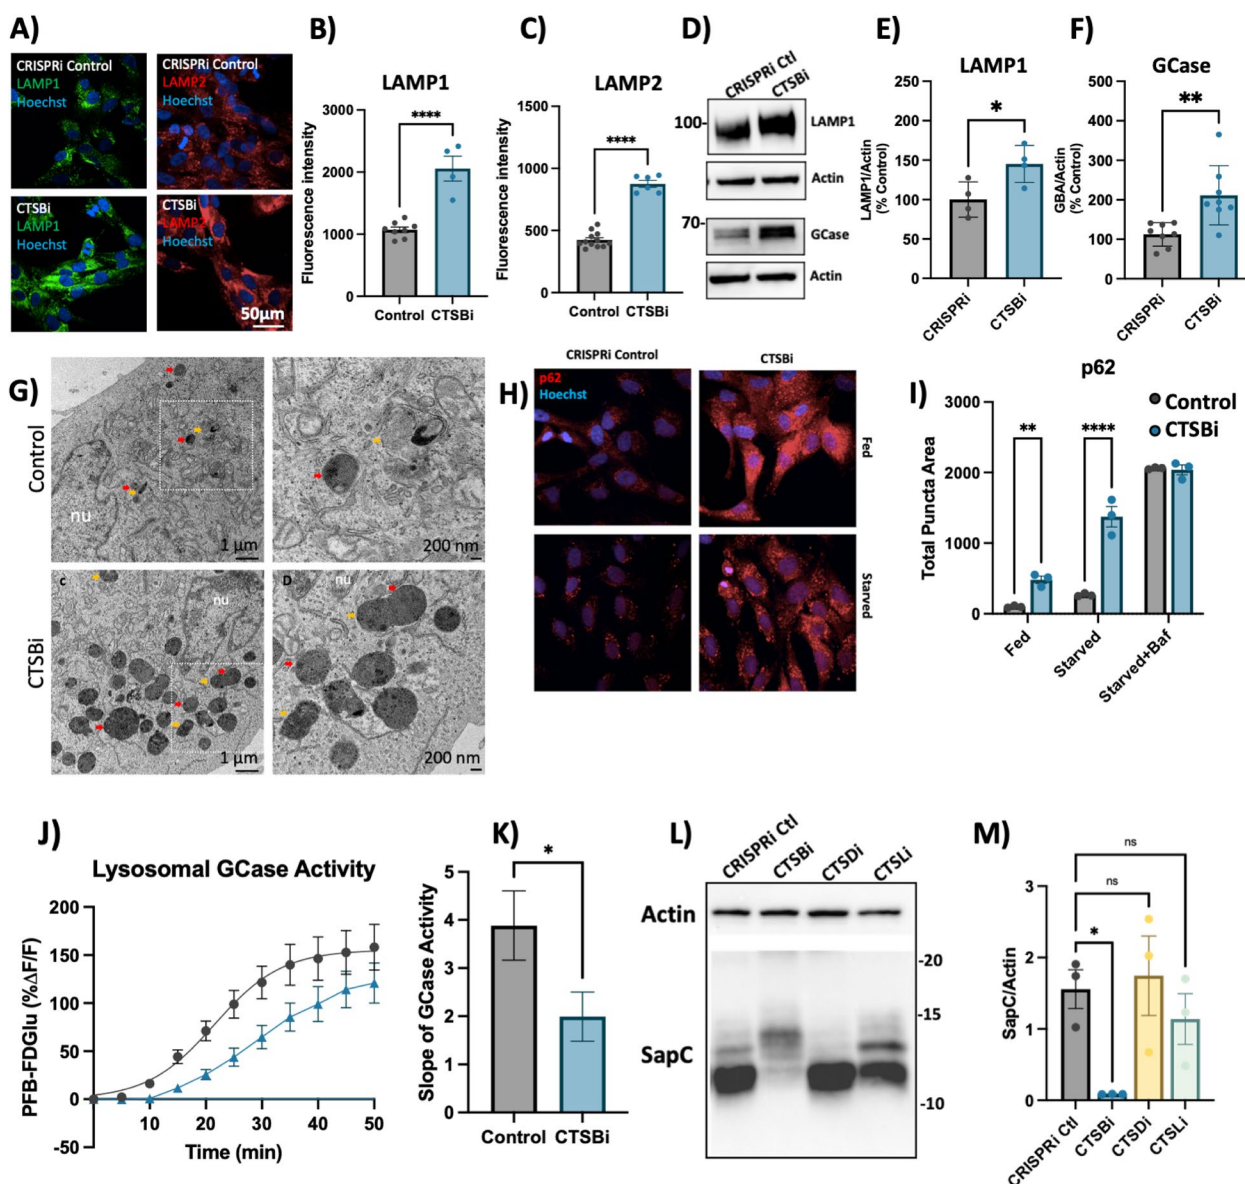 A)
CRISPRi Control
LAMP1
Hoechst
CRISPRi Control
LAMP2
Hoechst
CTSBi
LAMP1
Hoechst
CTSBi
LAMP2
Hoechst
50μm
B)
LAMP1
Fluorescence intensity
3000
2000
1000
0
****
Control
CTSBi
C)
LAMP2
Fluorescence intensity
1500
1000
500
0
****
Control
CTSBi
D)
CRISPRi Ctl
CTSBi
100-
LAMP1
Actin
70-
GCase
Actin
E)
LAMP1
LAMP1/Actin
(% Control)
250
200
150
100
50
0
*
CRISPRi
CTSBi
F)
GCase
GBA/Actin
(% Control)
500
400
300
200
100
0
**
CRISPRi
CTSBi
G)
Control
nu
1 μm
200 nm
CTSBi
c
nu
1 μm
D
nu
200 nm
H)
CRISPRi Control
CTSBi
p62
Hoechst
Fed
Starved
I)
p62
Total Puncta Area
3000
2000
1000
0
**
****
Control
CTSBi
Fed
Starved
Starved+Baf
J)
Lysosomal GCase Activity
PFB-FDGlu (%ΔF/F)
200
150
100
50
0
-50
10
20
30
40
50
Time (min)
K)
Slope of GCase Activity
5
4
3
2
1
0
*
Control
CTSBi
L)
CRISPRi Ctl
CTSBi
CTSDi
CTSLi
Actin
-20
-15
SapC
-10
M)
SapC/Actin
3
2
1
0
ns
ns
*
CRISPRi Ctl
CTSBi
CTSDi
CTSLi